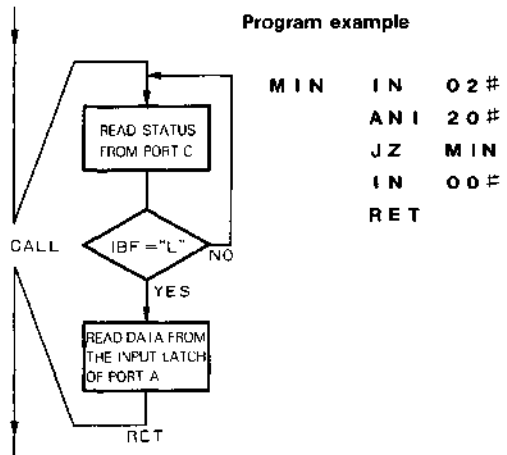 Program example
MIN IN 02#
ANI 20#
JZ MIN
IN 00#
RET
READ STATUS
FROM PORT C
CALL
IBF="L"
NO
YES
READ DATA FROM
THE INPUT LATCH
OF PORT A
RET